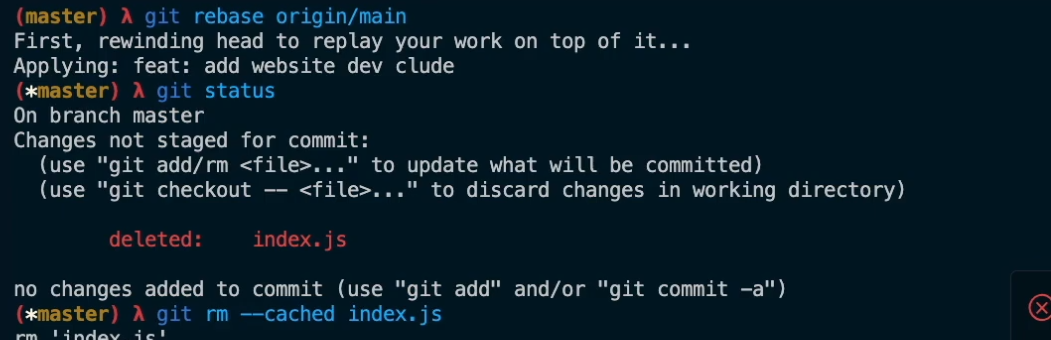 (master) λ git rebase origin/main
First, rewinding head to replay your work on top of it...
Applying: feat: add website dev clude
(*master) λ git status
On branch master
Changes not staged for commit:
(use "git add/rm <file>..." to update what will be committed)
(use "git checkout -- <file>..." to discard changes in working directory)
deleted: index.js
no changes added to commit (use "git add" and/or "git commit -a")
(*master) λ git rm --cached index.js
rm 'index.js'